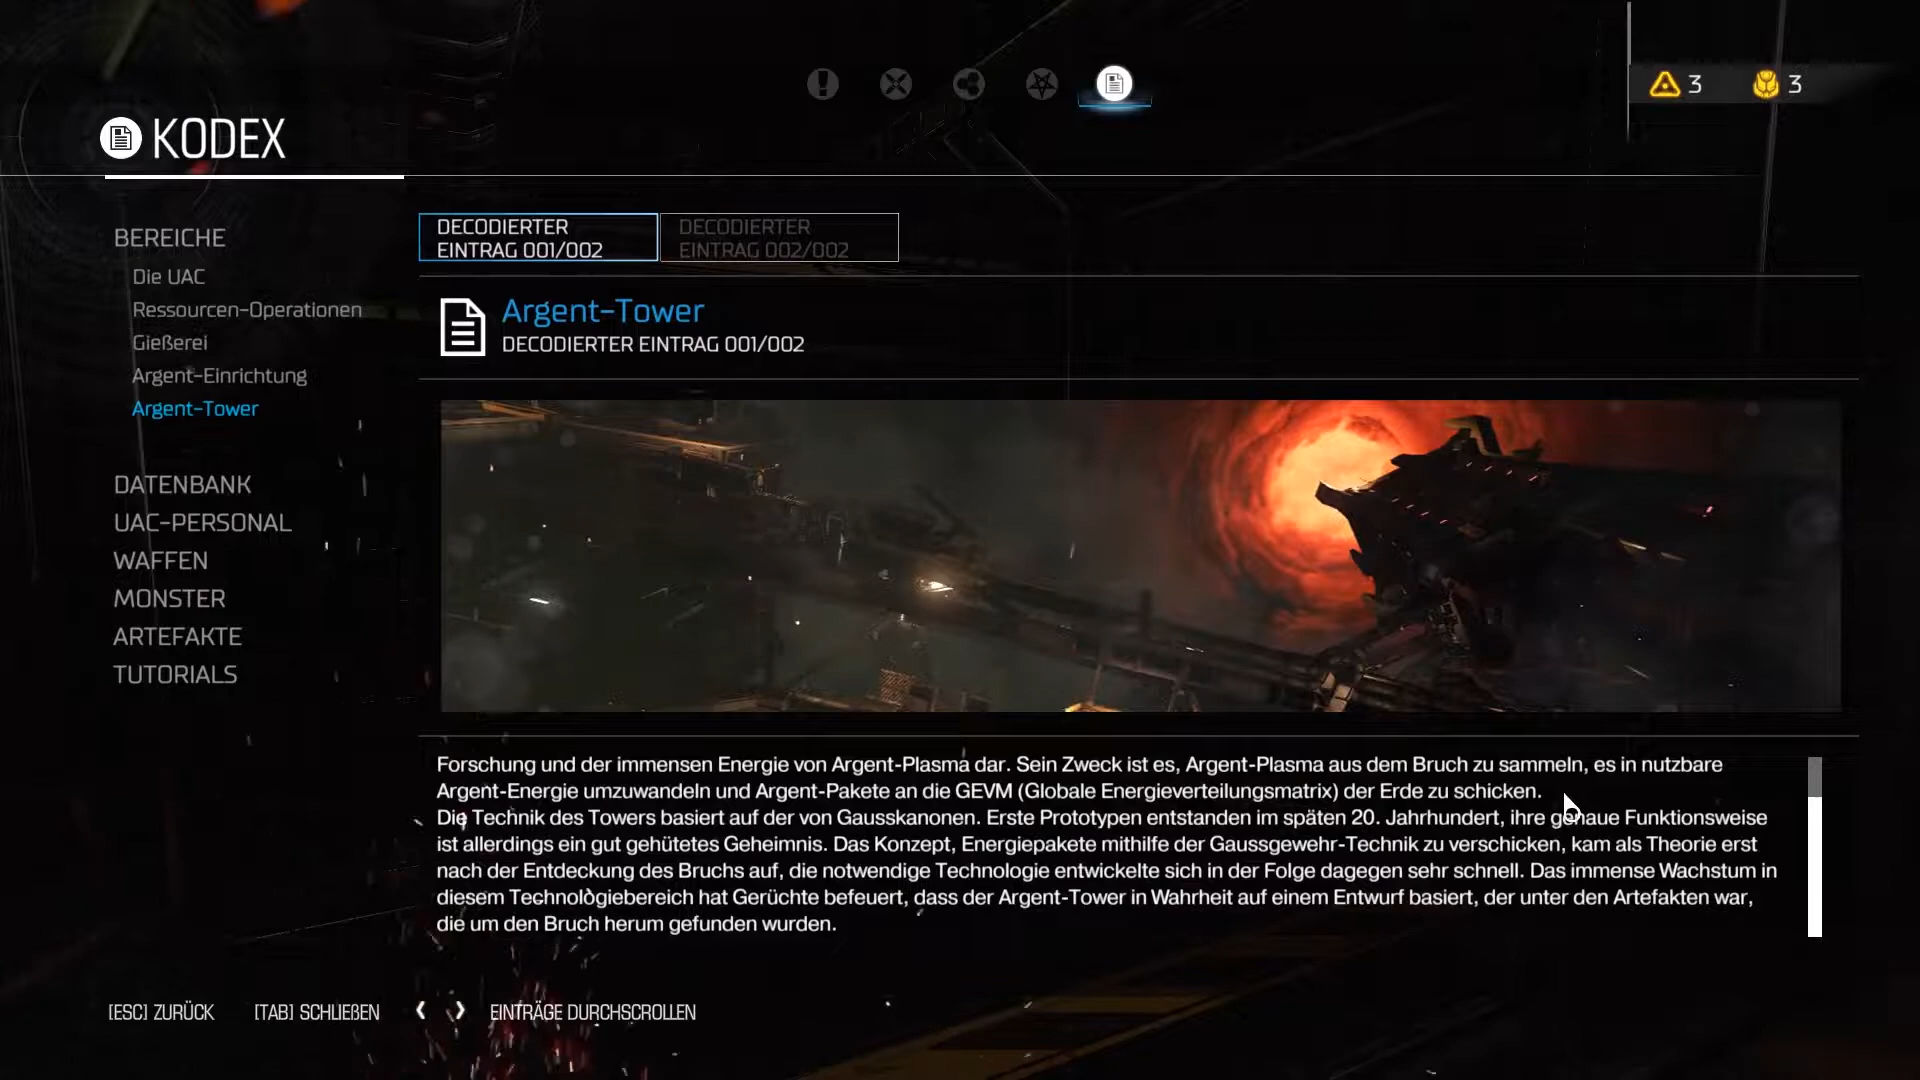 3 3
KODEX
BEREICHE
Die UAC
Ressourcen-Operationen
Gießerei
Argent-Einrichtung
Argent-Tower
DATENBANK
UAC-PERSONAL
WAFFEN
MONSTER
ARTEFAKTE
TUTORIALS
DECODIERTER
EINTRAG 001/002
DECODIERTER
EINTRAG 002/002
Argent-Tower
DECODIERTER EINTRAG 001/002
Forschung und der immensen Energie von Argent-Plasma dar. Sein Zweck ist es, Argent-Plasma aus dem Bruch zu sammeln, es in nutzbare
Argent-Energie umzuwandeln und Argent-Pakete an die GEVM (Globale Energieverteilungsmatrix) der Erde zu schicken.
Die Technik des Towers basiert auf der von Gausskanonen. Erste Prototypen entstanden im späten 20. Jahrhundert, ihre genaue Funktionsweise
ist allerdings ein gut gehütetes Geheimnis. Das Konzept, Energiepakete mithilfe der Gaussgewehr-Technik zu verschicken, kam als Theorie erst
nach der Entdeckung des Bruchs auf, die notwendige Technologie entwickelte sich in der Folge dagegen sehr schnell. Das immense Wachstum in
diesem Technologiebereich hat Gerüchte befeuert, dass der Argent-Tower in Wahrheit auf einem Entwurf basiert, der unter den Artefakten war,
die um den Bruch herum gefunden wurden.
[ESC] ZURÜCK [TAB] SCHLIEẞEN EINTRÄGE DURCHSCROLLEN